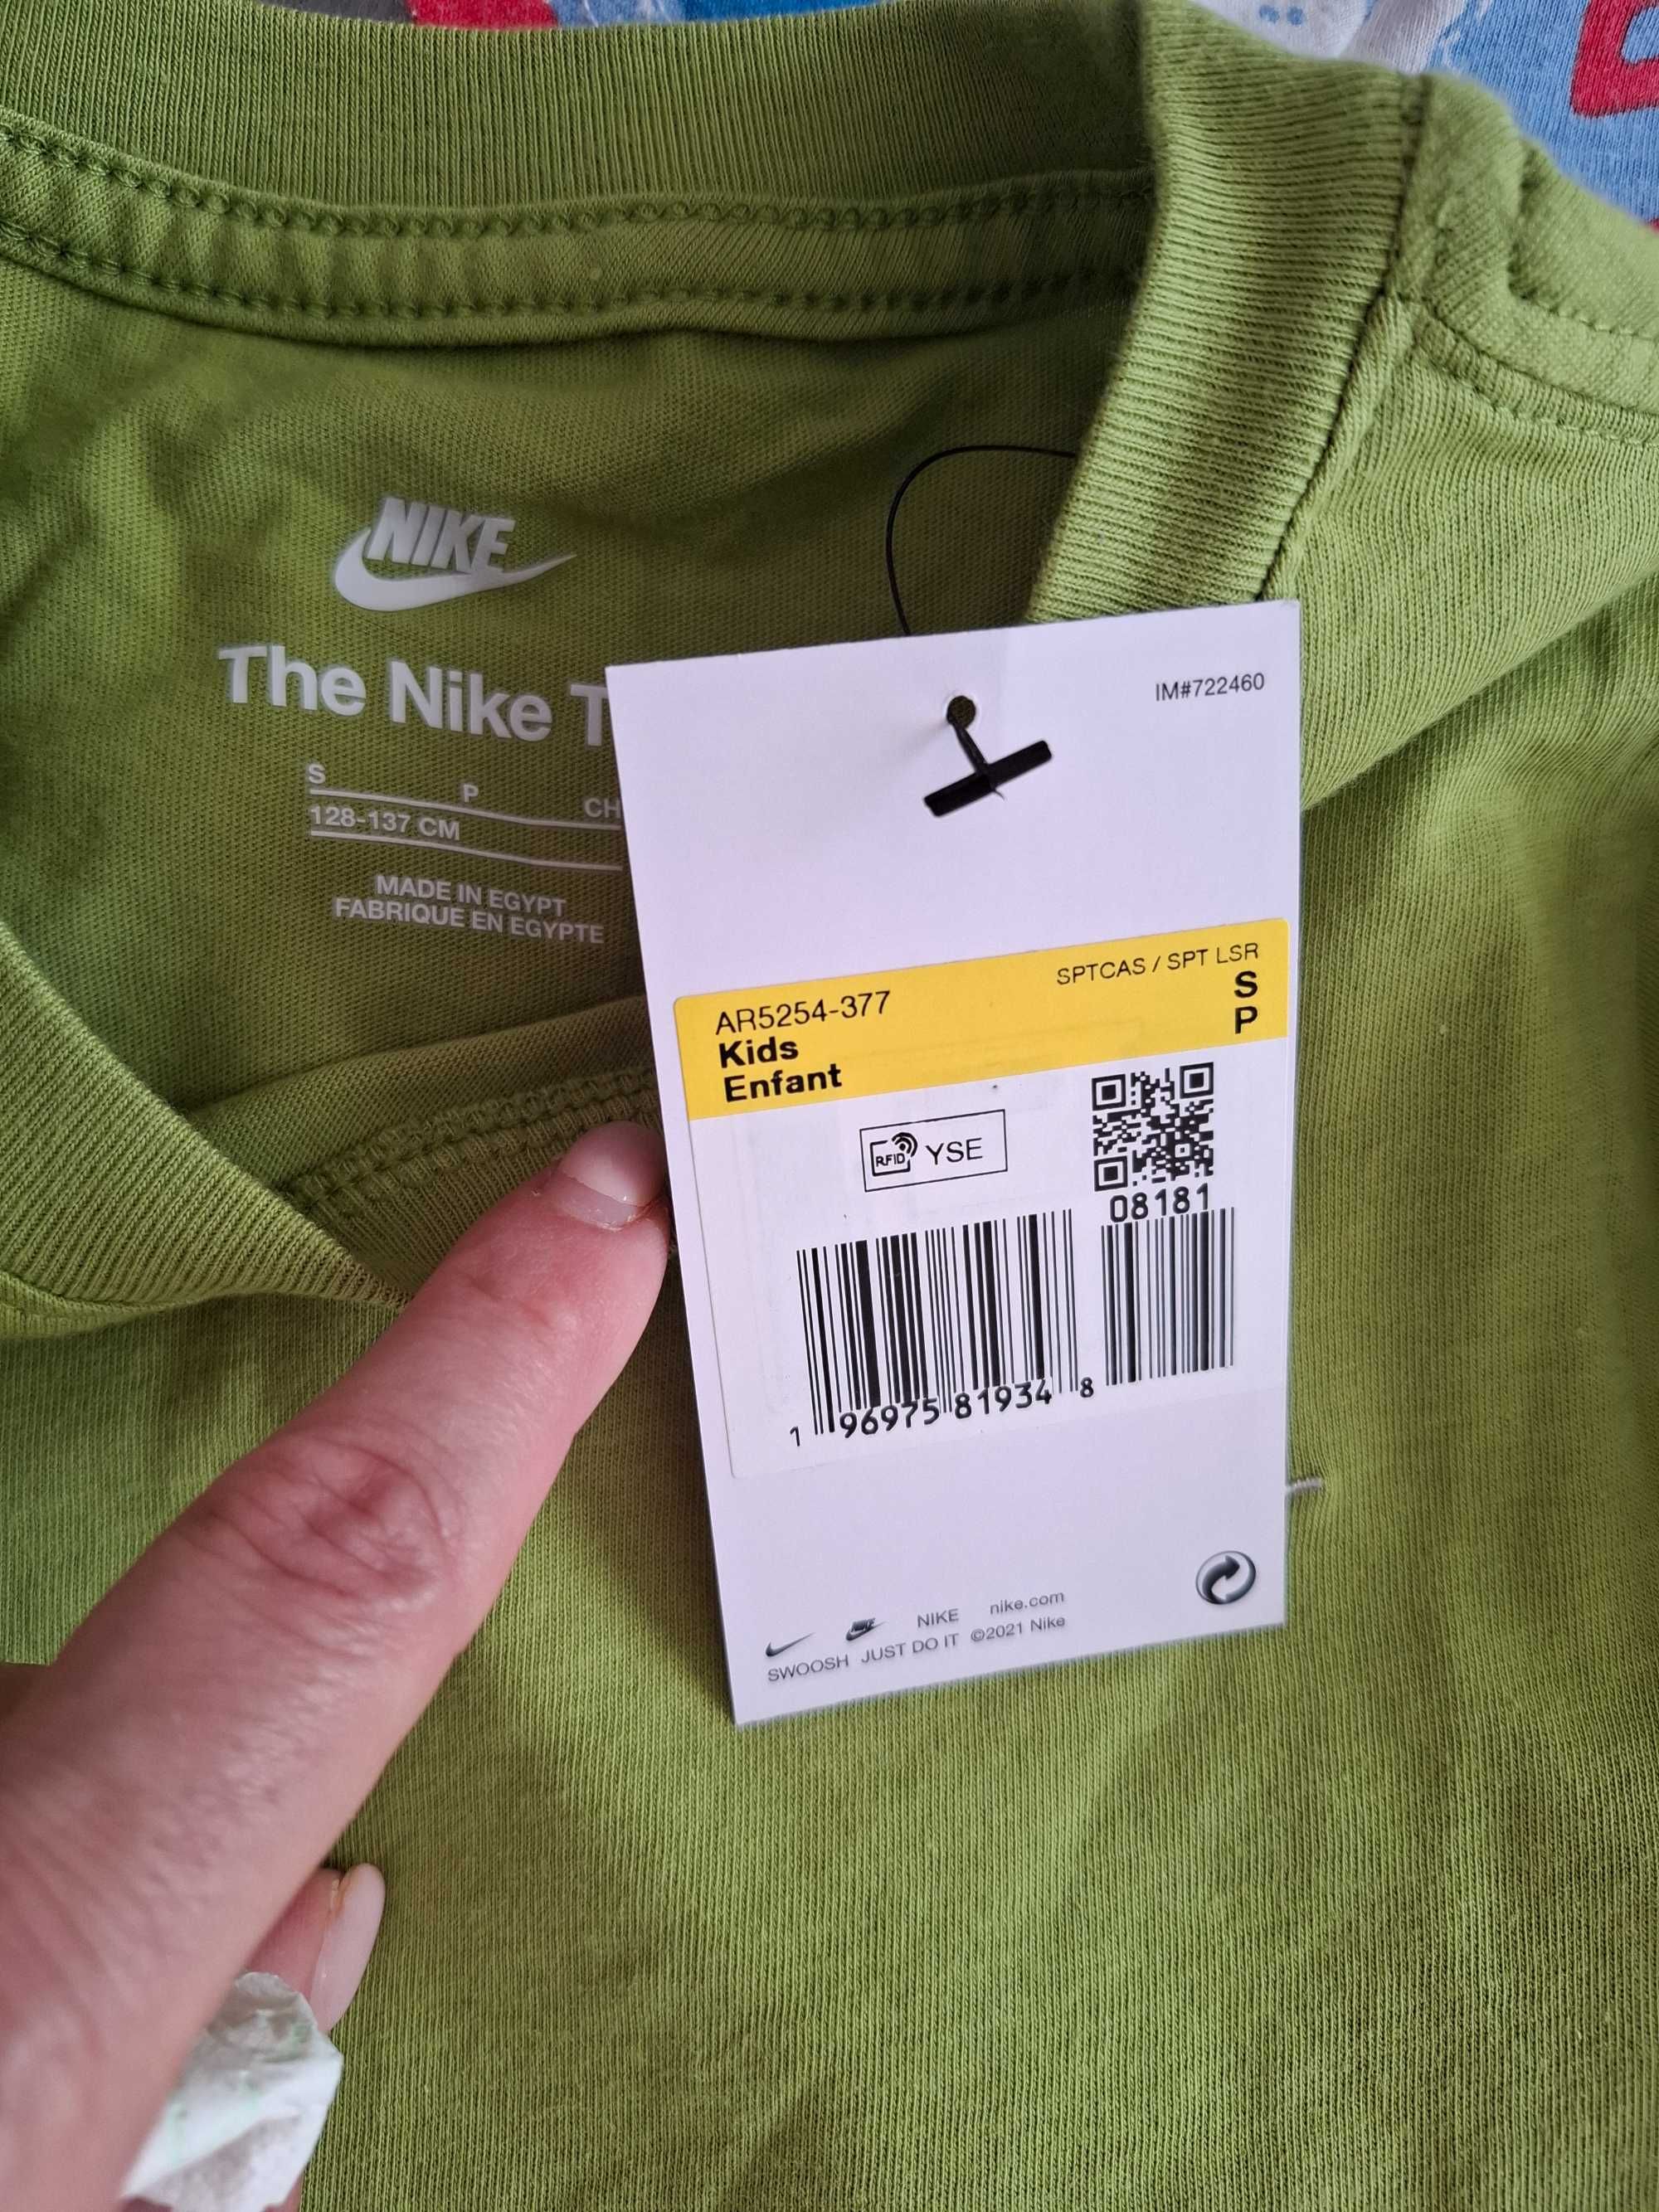 NIKE
The Nike T
S P CH
128-137 CM
MADE IN EGYPT
FABRIQUE EN EGYPTE
IM#722460
SPTCAS / SPT LSR
AR5254-377
S
Kids
P
Enfant
RFID YSE
08181
1 96975 81934 8
NIKE nike.com
SWOOSH JUST DO IT ©2021 Nike